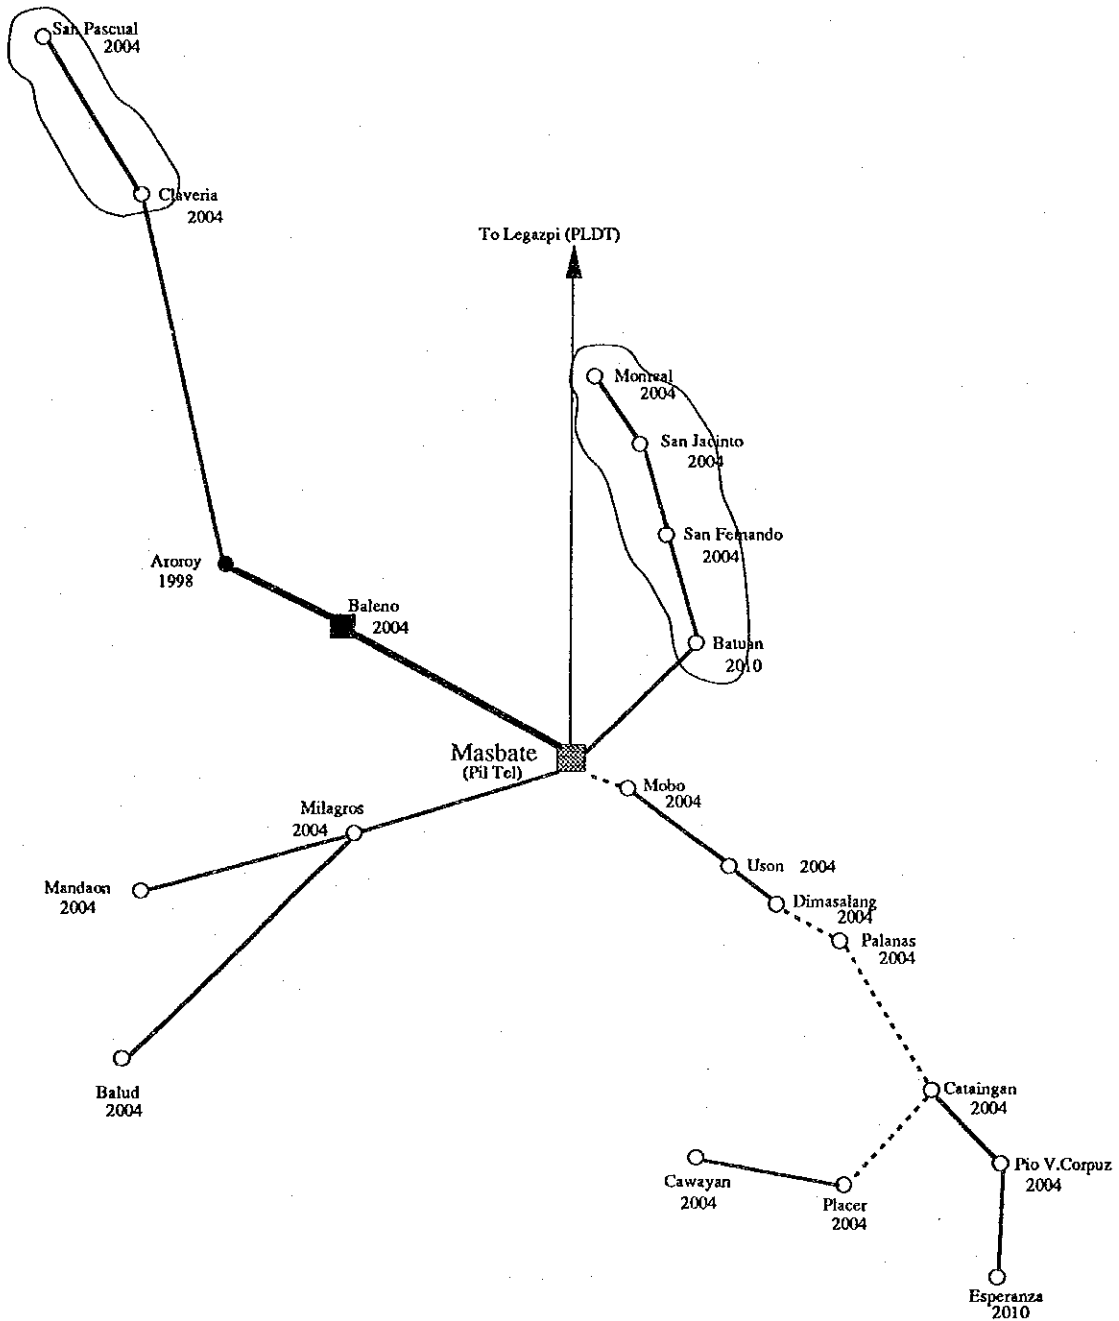 San Pascual
2004
Claveria
2004
To Legazpi (PLDT)
Monreal
2004
San Jacinto
2004
San Fernando
2004
Aroroy
1998
Baleno
2004
Batuan
2010
Masbate
(Pil Tel)
Mobo
2004
Milagros
2004
Uson 2004
Mandaon
2004
Dimasalang
2004
Palanas
2004
Balud
2004
Cataingan
2004
Pio V.Corpuz
2004
Cawayan
2004
Placer
2004
Esperanza
2010